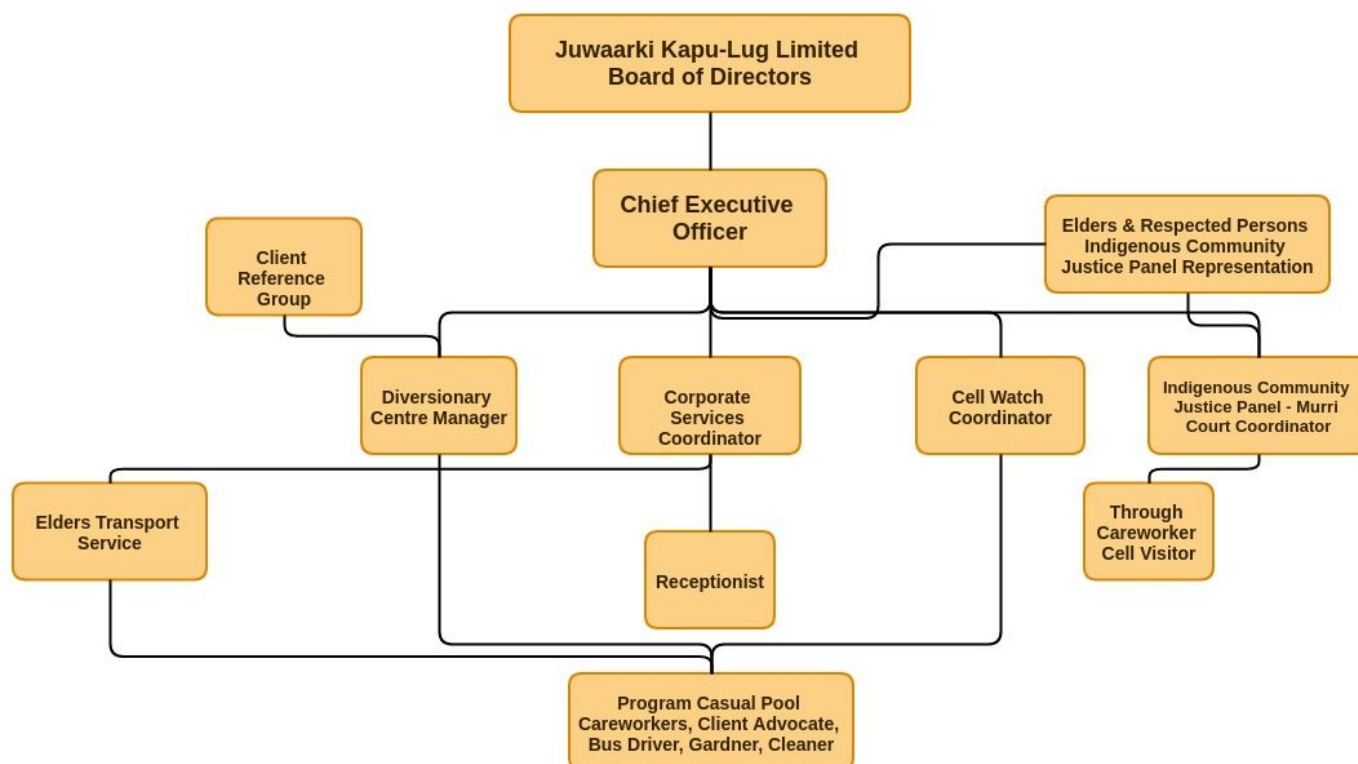 Juwaarki Kapu-Lug Limited
Board of Directors
Chief Executive
Officer
Client
Reference
Group
Elders & Respected Persons
Indigenous Community
Justice Panel Representation
Diversionary
Centre Manager
Corporate
Services
Coordinator
Cell Watch
Coordinator
Indigenous Community
Justice Panel - Murri
Court Coordinator
Elders Transport
Service
Receptionist
Through
Careworker
Cell Visitor
Program Casual Pool
Careworkers, Client Advocate,
Bus Driver, Gardner, Cleaner